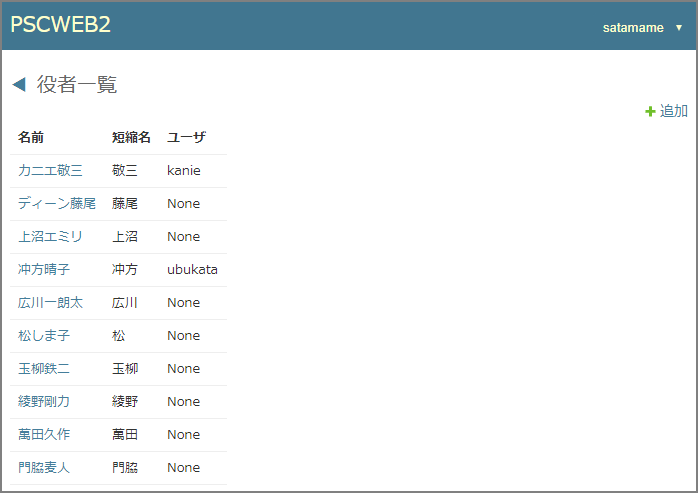 PSCWEB2
satamame ▼
◀ 役者一覧
+ 追加
名前 短縮名 ユーザ
カニエ敬三 敬三 kanie
ディーン藤尾 藤尾 None
上沼エミリ 上沼 None
冲方晴子 冲方 ubukata
広川一朗太 広川 None
松しま子 松 None
玉柳鉄二 玉柳 None
綾野剛力 綾野 None
萬田久作 萬田 None
門脇麦人 門脇 None